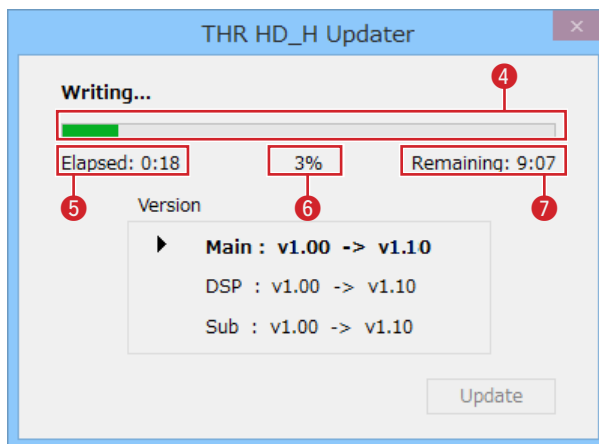 THR HD_H Updater
×
4
Writing...
Elapsed: 0:18 3% Remaining: 9:07
5 6 7
Version
Main : v1.00 -> v1.10
DSP : v1.00 -> v1.10
Sub : v1.00 -> v1.10
Update